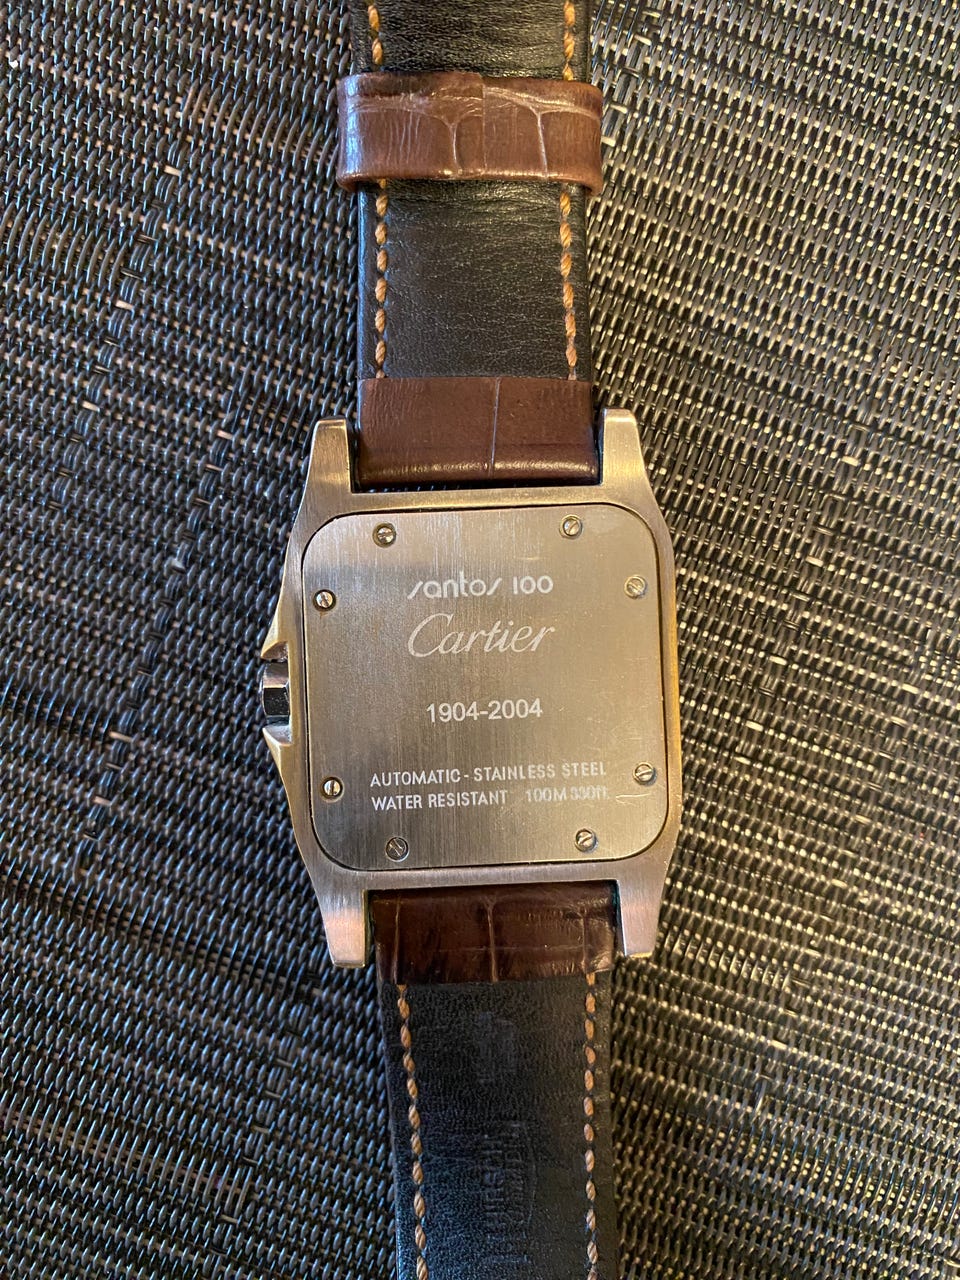 santos 100
Cartier
1904-2004
AUTOMATIC - STAINLESS STEEL
WATER RESISTANT 100M 330ft